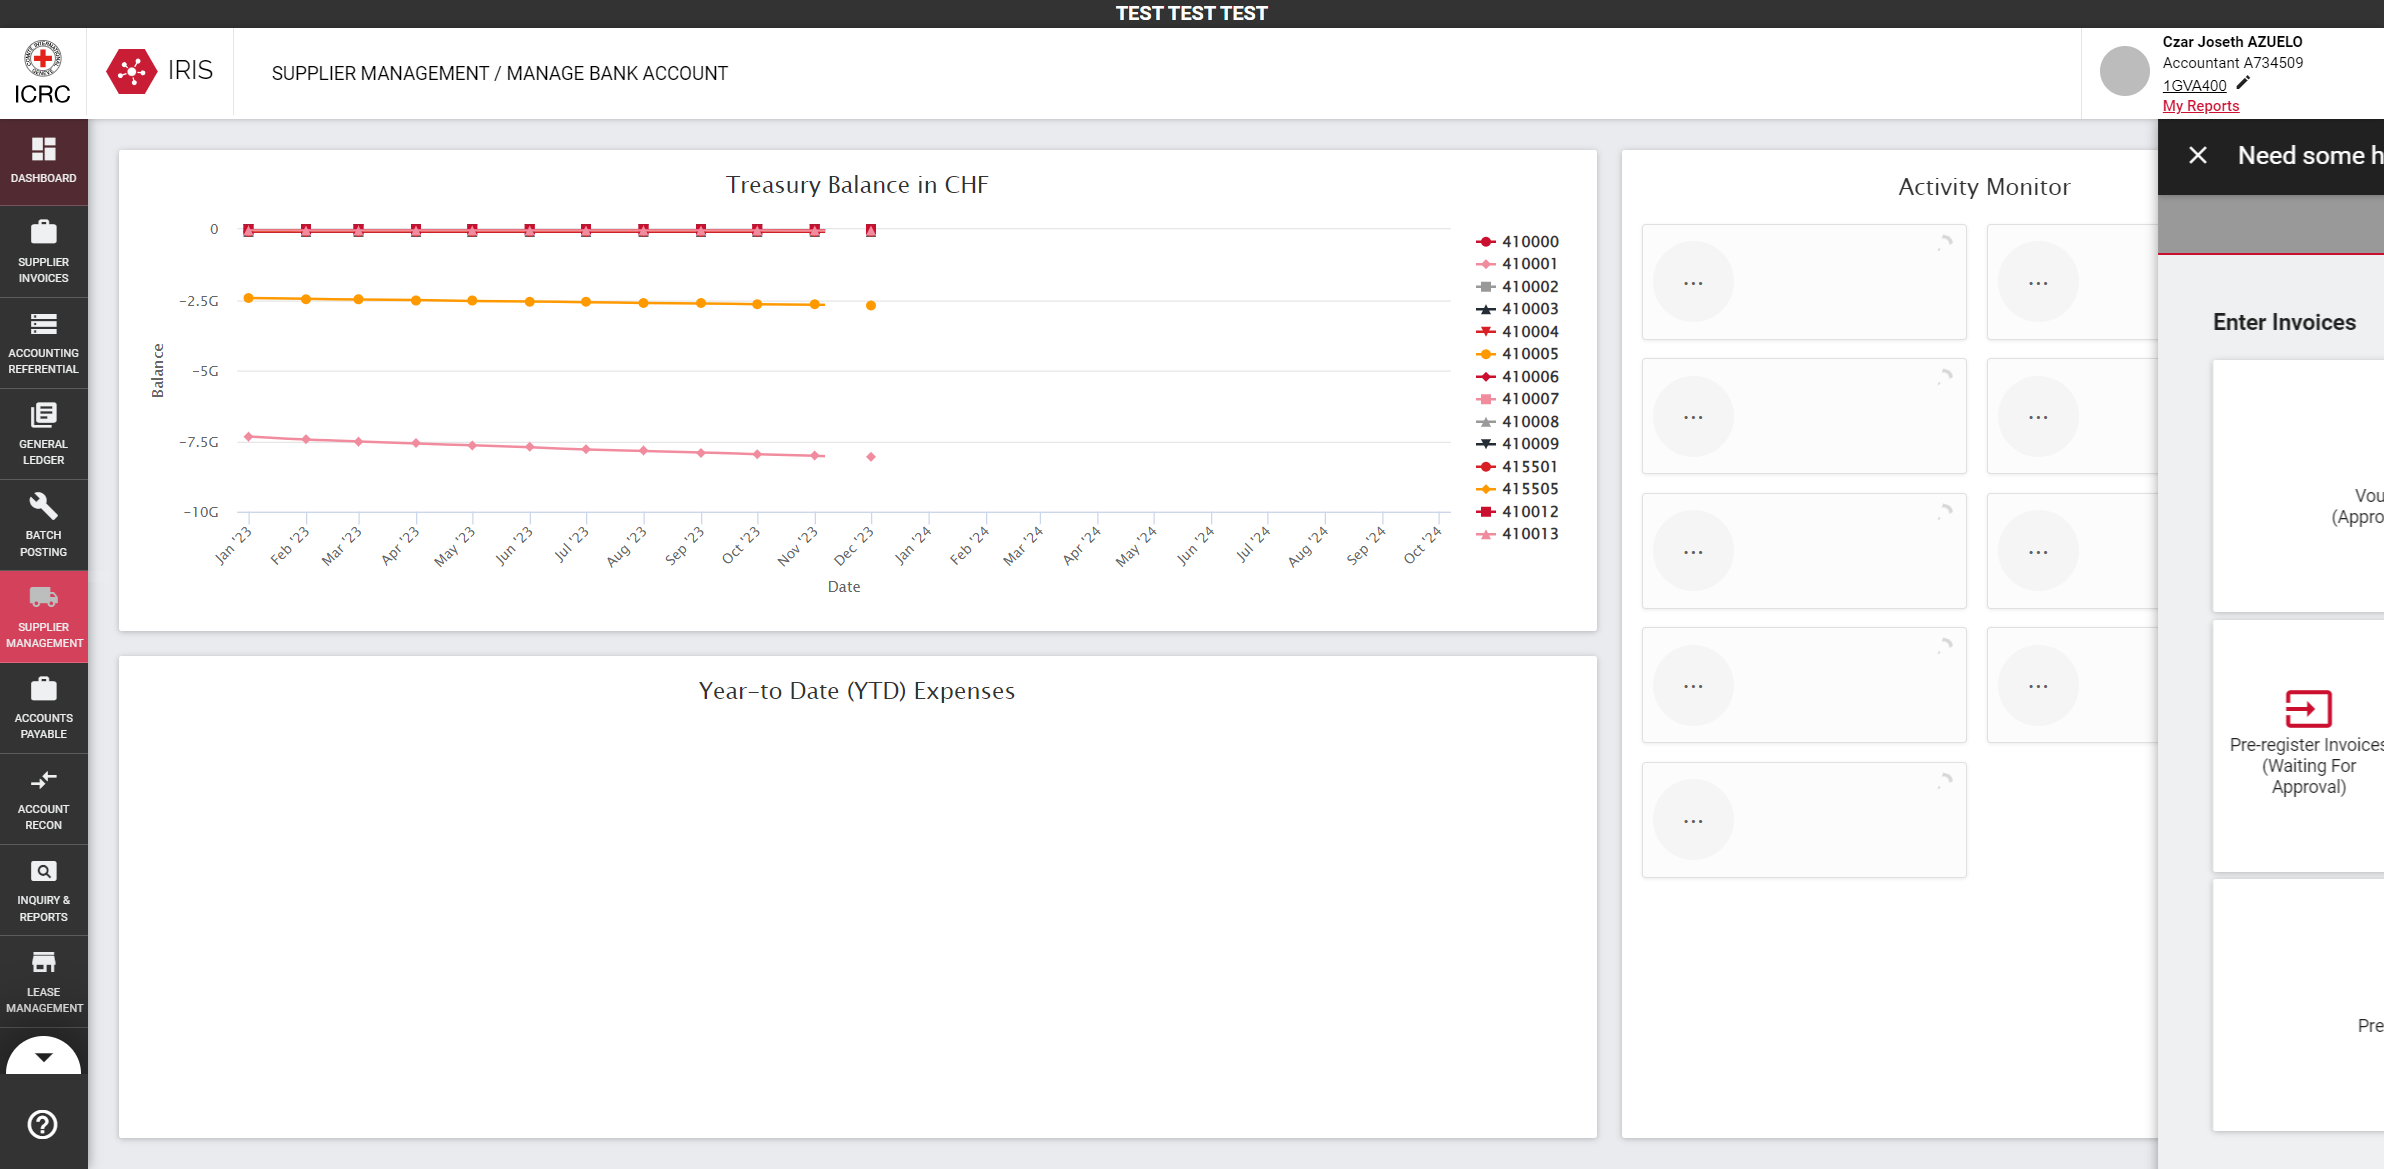 TEST TEST TEST
COMITE INTERNATIONAL GENEVE
ICRC
IRIS
SUPPLIER MANAGEMENT / MANAGE BANK ACCOUNT
Czar Joseth AZUELO
Accountant A734509
1GVA400
My Reports
DASHBOARD
SUPPLIER
INVOICES
ACCOUNTING
REFERENTIAL
GENERAL
LEDGER
BATCH
POSTING
SUPPLIER
MANAGEMENT
ACCOUNTS
PAYABLE
ACCOUNT
RECON
INQUIRY &
REPORTS
LEASE
MANAGEMENT
Treasury Balance in CHF
Balance
0
−2.5G
−5G
−7.5G
−10G
Jan '23
Feb '23
Mar '23
Apr '23
May '23
Jun '23
Jul '23
Aug '23
Sep '23
Oct '23
Nov '23
Dec '23
Jan '24
Feb '24
Mar '24
Apr '24
May '24
Jun '24
Jul '24
Aug '24
Sep '24
Oct '24
Date
410000
410001
410002
410003
410004
410005
410006
410007
410008
410009
415501
415505
410012
410013
Year-to Date (YTD) Expenses
Activity Monitor
...
...
...
...
...
...
...
...
...
Need some h
Enter Invoices
Vou
(Appro
Pre-register Invoices
(Waiting For
Approval)
Pre